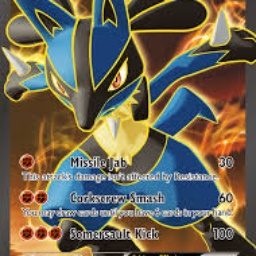 Missile Jab 30
This attack's damage isn't affected by Resistance.
Corkscrew Smash 60
You may draw cards until you have 6 cards in your hand.
Somersault Kick 100